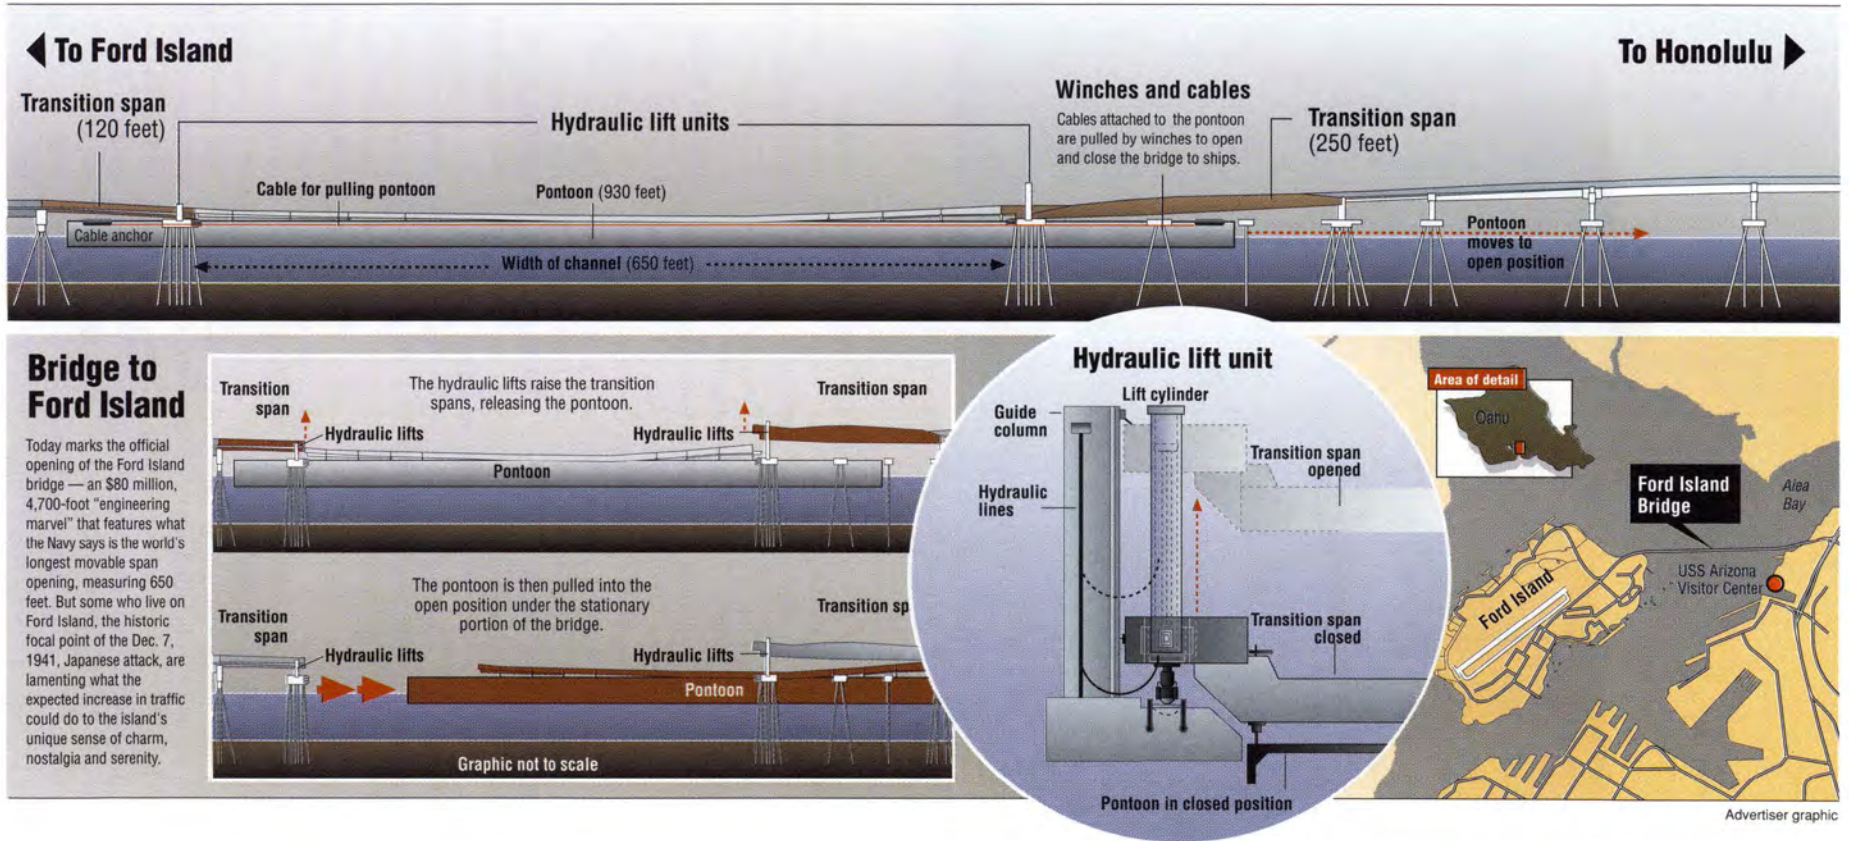 To Ford Island
To Honolulu
Transition span
(120 feet)
Hydraulic lift units
Winches and cables
Cables attached to the pontoon
are pulled by winches to open
and close the bridge to ships.
Transition span
(250 feet)
Cable for pulling pontoon
Pontoon (930 feet)
Cable anchor
Width of channel (650 feet)
Pontoon
moves to
open position
Bridge to
Ford Island
Today marks the official
opening of the Ford Island
bridge — an $80 million,
4,700-foot "engineering
marvel" that features what
the Navy says is the world's
longest movable span
opening, measuring 650
feet. But some who live on
Ford Island, the historic
focal point of the Dec. 7,
1941, Japanese attack, are
lamenting what the
expected increase in traffic
could do to the island's
unique sense of charm,
nostalgia and serenity.
Transition
span
The hydraulic lifts raise the transition
spans, releasing the pontoon.
Transition span
Hydraulic lifts
Hydraulic lifts
Pontoon
The pontoon is then pulled into the
open position under the stationary
portion of the bridge.
Transition
span
Transition sp
Hydraulic lifts
Hydraulic lifts
Pontoon
Graphic not to scale
Hydraulic lift unit
Lift cylinder
Guide
column
Transition span
opened
Hydraulic
lines
Transition span
closed
Pontoon in closed position
Area of detail
Oahu
Ford Island
Bridge
Aiea
Bay
USS Arizona
Visitor Center
Ford Island
Advertiser graphic